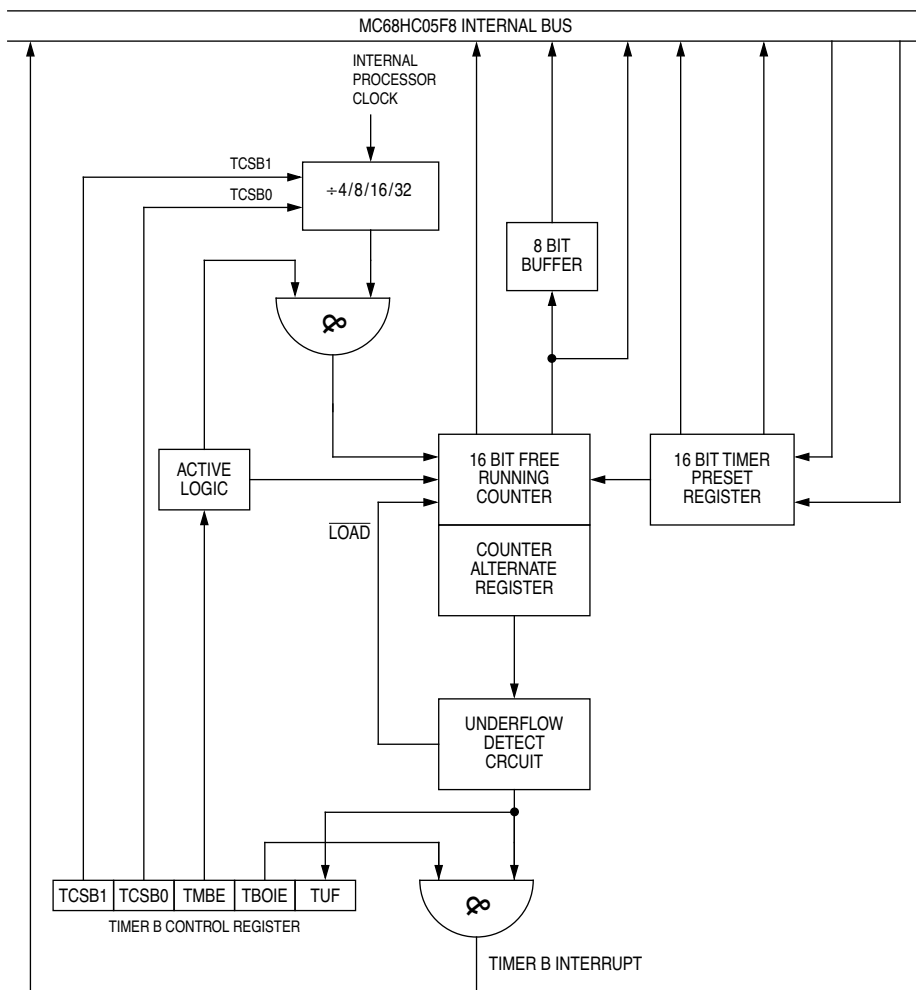 MC68HC05F8 INTERNAL BUS
INTERNAL
PROCESSOR
CLOCK
TCSB1
TCSB0
÷4/8/16/32
8 BIT
BUFFER
&
ACTIVE
LOGIC
16 BIT FREE
RUNNING
COUNTER
16 BIT TIMER
PRESET
REGISTER
LOAD
COUNTER
ALTERNATE
REGISTER
UNDERFLOW
DETECT
CRCUIT
TCSB1 TCSB0 TMBE TBOIE TUF
TIMER B CONTROL REGISTER
&
TIMER B INTERRUPT